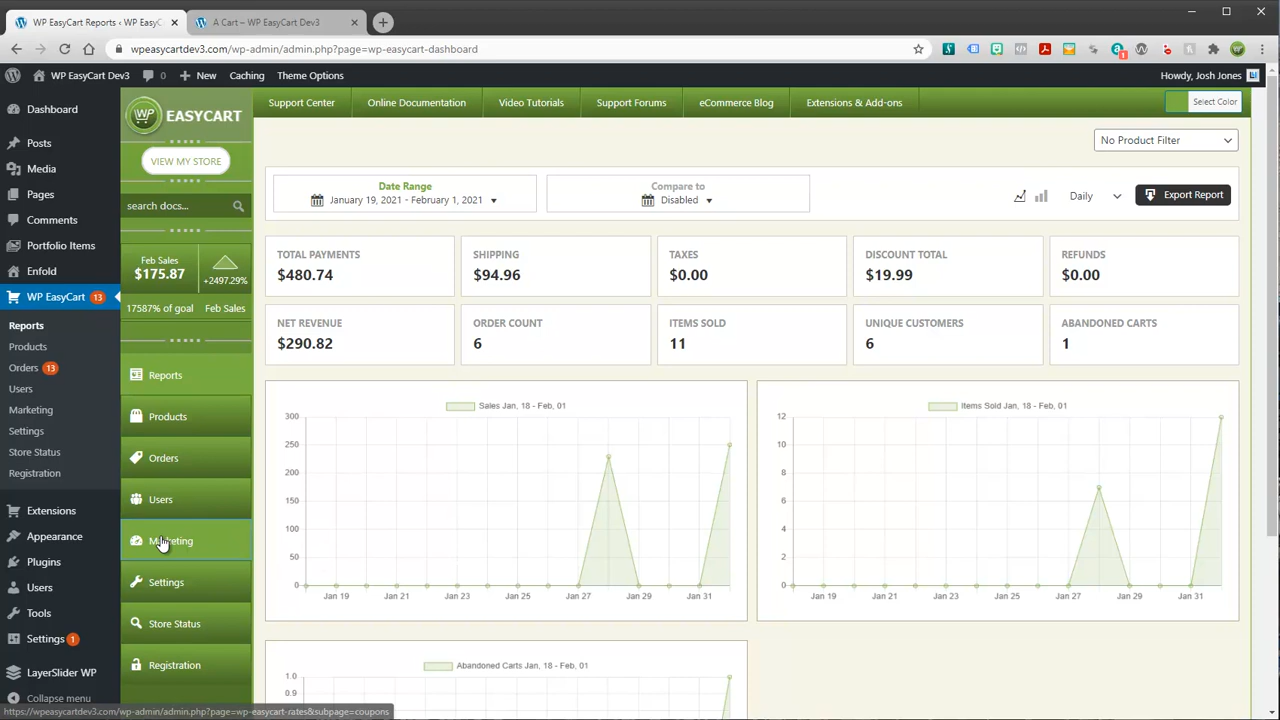 WP EasyCart Reports ‹ WP EasyC
A Cart – WP EasyCart Dev3
wpeasycartdev3.com/wp-admin/admin.php?page=wp-easycart-dashboard
WP EasyCart Dev3
0
New
Caching
Theme Options
Howdy, Josh Jones
Dashboard
Posts
Media
Pages
Comments
Portfolio Items
Enfold
WP EasyCart 13
Reports
Products
Orders 13
Users
Marketing
Settings
Store Status
Registration
Extensions
Appearance
Plugins
Users
Tools
Settings 1
LayerSlider WP
Collapse menu
WP EASYCART
VIEW MY STORE
search docs...
Feb Sales
$175.87
+2497.29%
17587% of goal
Feb Sales
Reports
Products
Orders
Users
Marketing
Settings
Store Status
Registration
Support Center
Online Documentation
Video Tutorials
Support Forums
eCommerce Blog
Extensions & Add-ons
Select Color
No Product Filter
Date Range
January 19, 2021 - February 1, 2021
Compare to
Disabled
Daily
Export Report
TOTAL PAYMENTS
$480.74
SHIPPING
$94.96
TAXES
$0.00
DISCOUNT TOTAL
$19.99
REFUNDS
$0.00
NET REVENUE
$290.82
ORDER COUNT
6
ITEMS SOLD
11
UNIQUE CUSTOMERS
6
ABANDONED CARTS
1
Sales Jan, 18 - Feb, 01
300
250
200
150
100
50
0
Jan 19
Jan 21
Jan 23
Jan 25
Jan 27
Jan 29
Jan 31
Items Sold Jan, 18 - Feb, 01
12
10
8
6
4
2
0
Jan 19
Jan 21
Jan 23
Jan 25
Jan 27
Jan 29
Jan 31
Abandoned Carts Jan, 18 - Feb, 01
1.0
0.9
https://wpeasycartdev3.com/wp-admin/admin.php?page=wp-easycart-rates&subpage=coupons